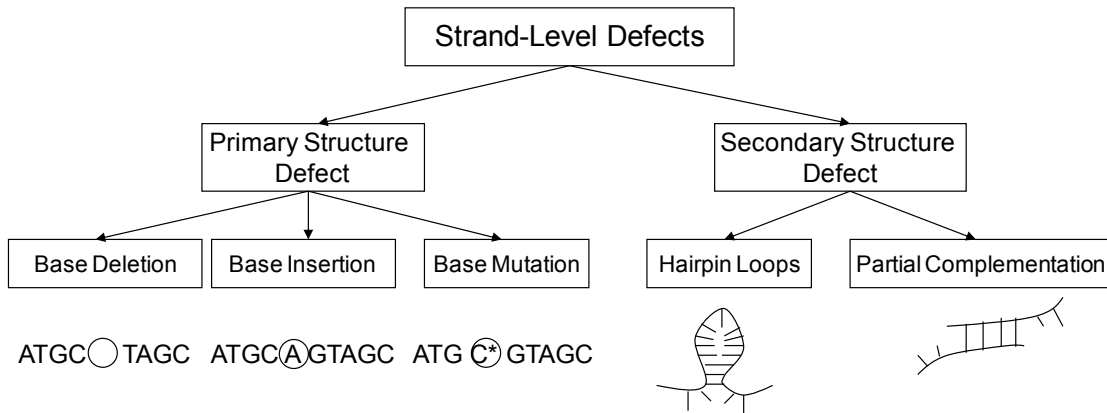 Strand-Level Defects
Primary Structure
Defect
Secondary Structure
Defect
Base Deletion
Base Insertion
Base Mutation
Hairpin Loops
Partial Complementation
ATGC TAGC
ATGCAGTAGC
ATG C* GTAGC